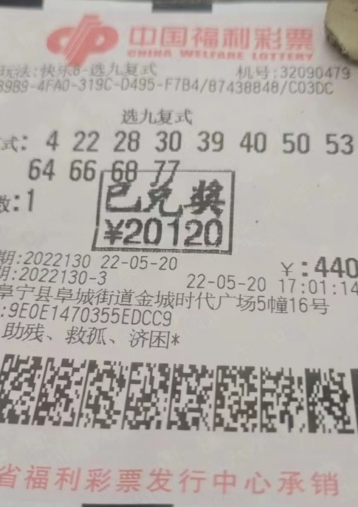 中国福利彩票
CHINA WELFARE LOTTERY
玩法:快乐8-选九复式 机号:32090479
89B9-4FA0-319C-D495-F7B4/87438848/C03DC
选九复式
式: 4 22 28 30 39 40 50 53
64 66 68 77
数:1
已兑奖
¥20120
期:2022130 22-05-20 ¥:440
:2022130-3 22-05-20 17:01:14
阜宁县阜城街道金城时代广场5幢16号
:9E0E1470355EDCC9
助残、救孤、济困*
省福利彩票发行中心承销